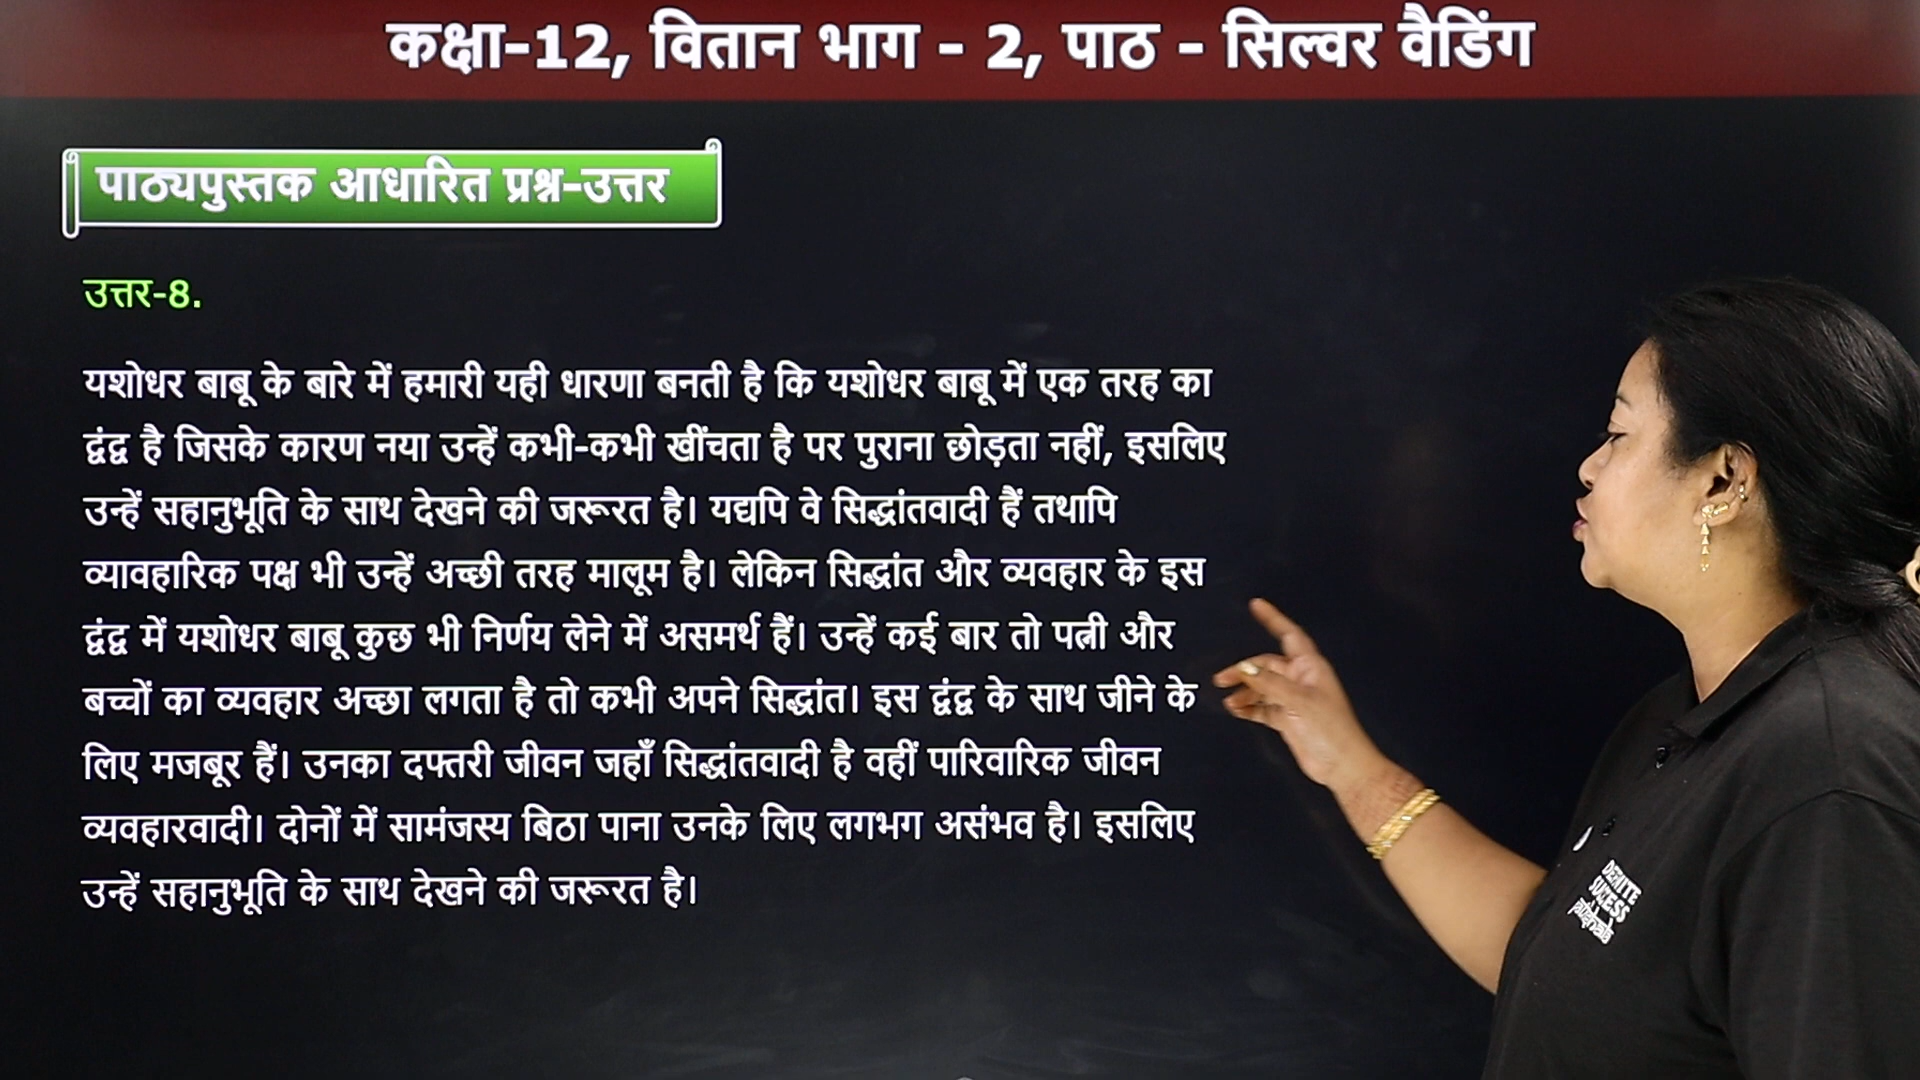 कक्षा-12, वितान भाग - 2, पाठ - सिल्वर वैडिंग
पाठ्यपुस्तक आधारित प्रश्न-उत्तर
उत्तर-8.
यशोधर बाबू के बारे में हमारी यही धारणा बनती है कि यशोधर बाबू में एक तरह का
द्वंद्व है जिसके कारण नया उन्हें कभी-कभी खींचता है पर पुराना छोड़ता नहीं, इसलिए
उन्हें सहानुभूति के साथ देखने की जरूरत है। यद्यपि वे सिद्धांतवादी हैं तथापि
व्यावहारिक पक्ष भी उन्हें अच्छी तरह मालूम है। लेकिन सिद्धांत और व्यवहार के इस
द्वंद्व में यशोधर बाबू कुछ भी निर्णय लेने में असमर्थ हैं। उन्हें कई बार तो पत्नी और
बच्चों का व्यवहार अच्छा लगता है तो कभी अपने सिद्धांत। इस द्वंद्व के साथ जीने के
लिए मजबूर हैं। उनका दफ्तरी जीवन जहाँ सिद्धांतवादी है वहीं पारिवारिक जीवन
व्यवहारवादी। दोनों में सामंजस्य बिठा पाना उनके लिए लगभग असंभव है। इसलिए
उन्हें सहानुभूति के साथ देखने की जरूरत है।
SUCCESS